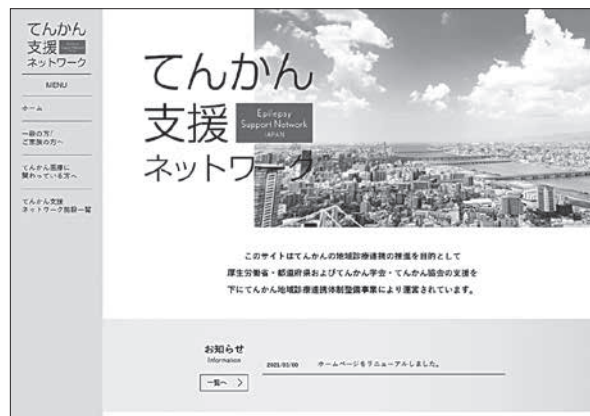 てんかん
支援
ネットワーク
MENU
ホーム
一般の方/
ご家族の方へ
てんかん医療に
関わっている方へ
てんかん支援
ネットワーク施設一覧
てんかん
支援 Epilepsy
Support Network
JAPAN
ネットワーク
このサイトはてんかんの地域診療連携の推進を目的として
厚生労働省・都道府県およびてんかん学会・てんかん協会の支援を
下にてんかん地域診療連携体制整備事業により運営されています。
お知らせ
Information
ホームページをリニューアルしました。
一覧へ